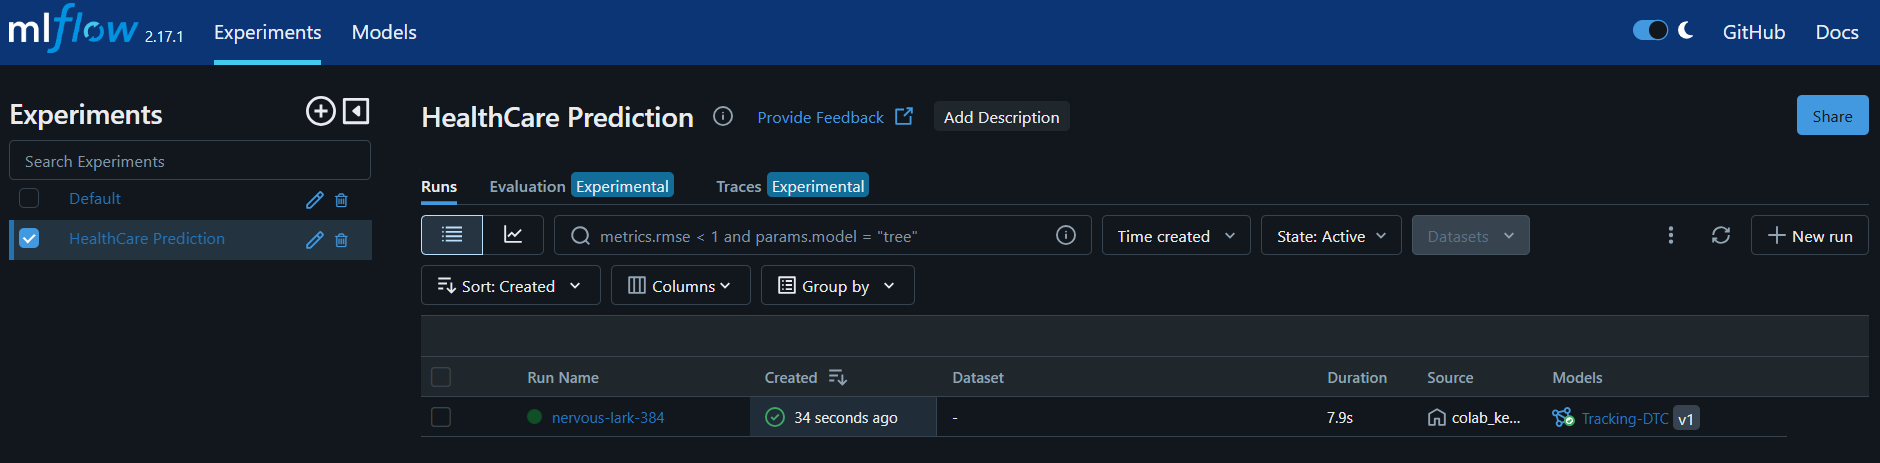 mlflow 2.17.1 Experiments Models GitHub Docs
Experiments
Search Experiments
Default
HealthCare Prediction
HealthCare Prediction Provide Feedback Add Description Share
Runs Evaluation Experimental Traces Experimental
metrics.rmse < 1 and params.model = "tree" Time created State: Active Datasets New run
Sort: Created Columns Group by
Run Name Created Dataset Duration Source Models
nervous-lark-384 34 seconds ago - 7.9s colab_ke... Tracking-DTC v1